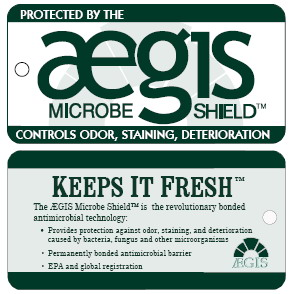 PROTECTED BY THE
ægis
MICROBE SHIELD™
CONTROLS ODOR, STAINING, DETERIORATION
KEEPS IT FRESH™
The ÆGIS Microbe Shield™ is the revolutionary bonded
antimicrobial technology:
• Provides protection against odor, staining, and deterioration
caused by bacteria, fungus and other microorganisms
• Permanently bonded antimicrobial barrier
• EPA and global registration
ÆGIS